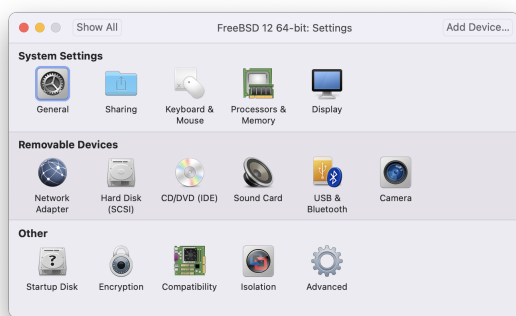 Show All
FreeBSD 12 64-bit: Settings
Add Device...
System Settings
General
Sharing
Keyboard &
Mouse
Processors &
Memory
Display
Removable Devices
Network
Adapter
Hard Disk
(SCSI)
CD/DVD (IDE)
Sound Card
USB &
Bluetooth
Camera
Other
?
Startup Disk
Encryption
Compatibility
Isolation
Advanced